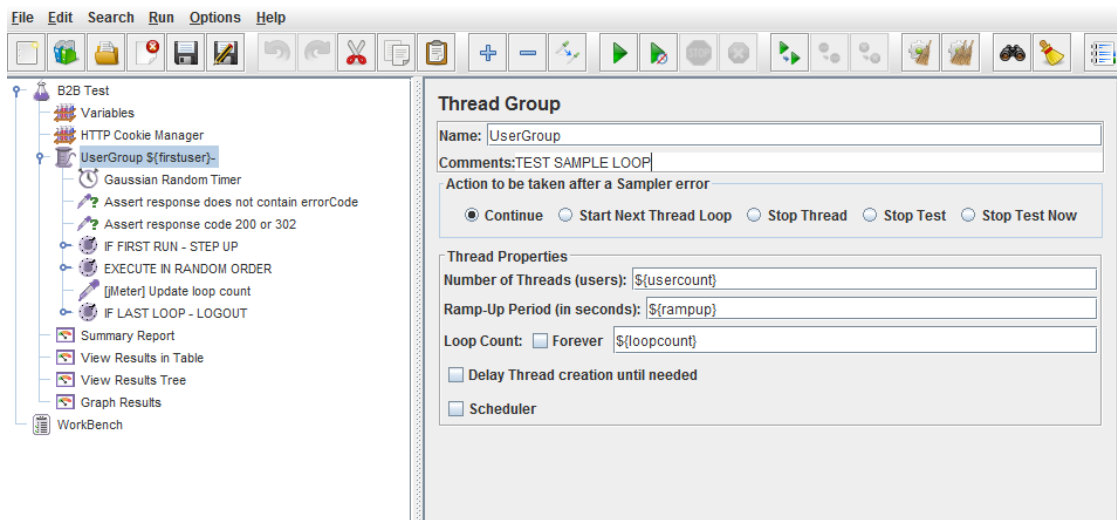 File Edit Search Run Options Help
STOP
B2B Test
Variables
HTTP Cookie Manager
UserGroup ${firstuser}-
Gaussian Random Timer
Assert response does not contain errorCode
Assert response code 200 or 302
IF FIRST RUN - STEP UP
EXECUTE IN RANDOM ORDER
[jMeter] Update loop count
IF LAST LOOP - LOGOUT
Summary Report
View Results in Table
View Results Tree
Graph Results
WorkBench
Thread Group
Name: UserGroup
Comments:TEST SAMPLE LOOP
Action to be taken after a Sampler error
Continue Start Next Thread Loop Stop Thread Stop Test Stop Test Now
Thread Properties
Number of Threads (users): ${usercount}
Ramp-Up Period (in seconds): ${rampup}
Loop Count: Forever ${loopcount}
Delay Thread creation until needed
Scheduler